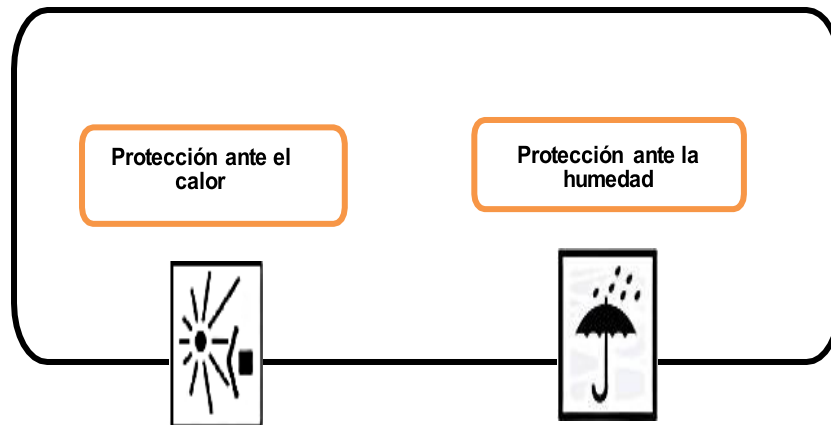 Protección ante el
calor
Protección ante la
humedad